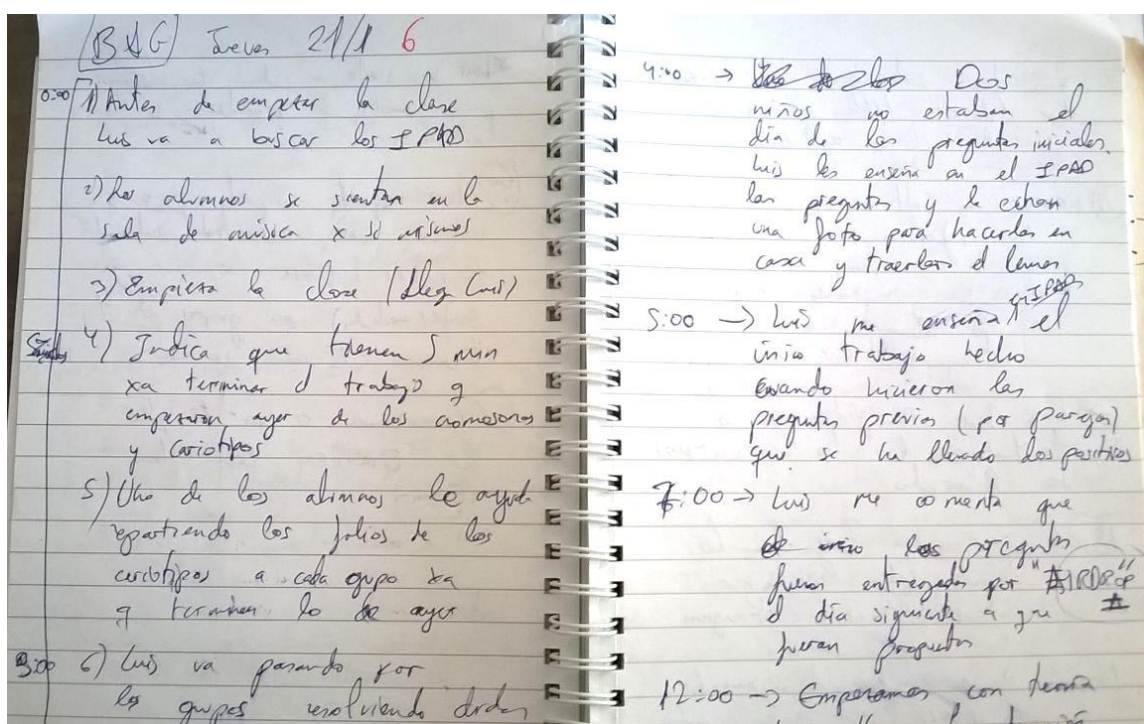 B&G Jueves 21/1 6
0:00 1) Antes de empezar la clase
Luis va a buscar los IPAD
2) Los alumnos se sientan en la
sala de música x sí mismos
3) Empieza la clase (Llega Luis)
4) Indica que tienen 5 min
xa terminar el trabajo q
empezaron ayer de los cromosomas
y cariotipos
5) Uno de los alumnos le ayuda
repartiendo los folios de los
cariotipos a cada grupo xa
q terminen lo de ayer
3:00 6) Luis va pasando por
los grupos resolviendo dudas
4:00 → Dos
niños no estaban el
día de las preguntas iniciales.
Luis les enseña en el IPAD
las preguntas y le echan
una foto para hacerlas en
casa y traerlas el lunes
5:00 → Luis me enseña en IPAD el
único trabajo hecho
cuando hicieron las
preguntas previas (por parejas)
que se ha llevado dos positivos
7:00 → Luis me comenta que
las preguntas
fueron entregadas por "AIRDROP"
el día siguiente a que
fueran propuestas
12:00 → Empezamos con teoría